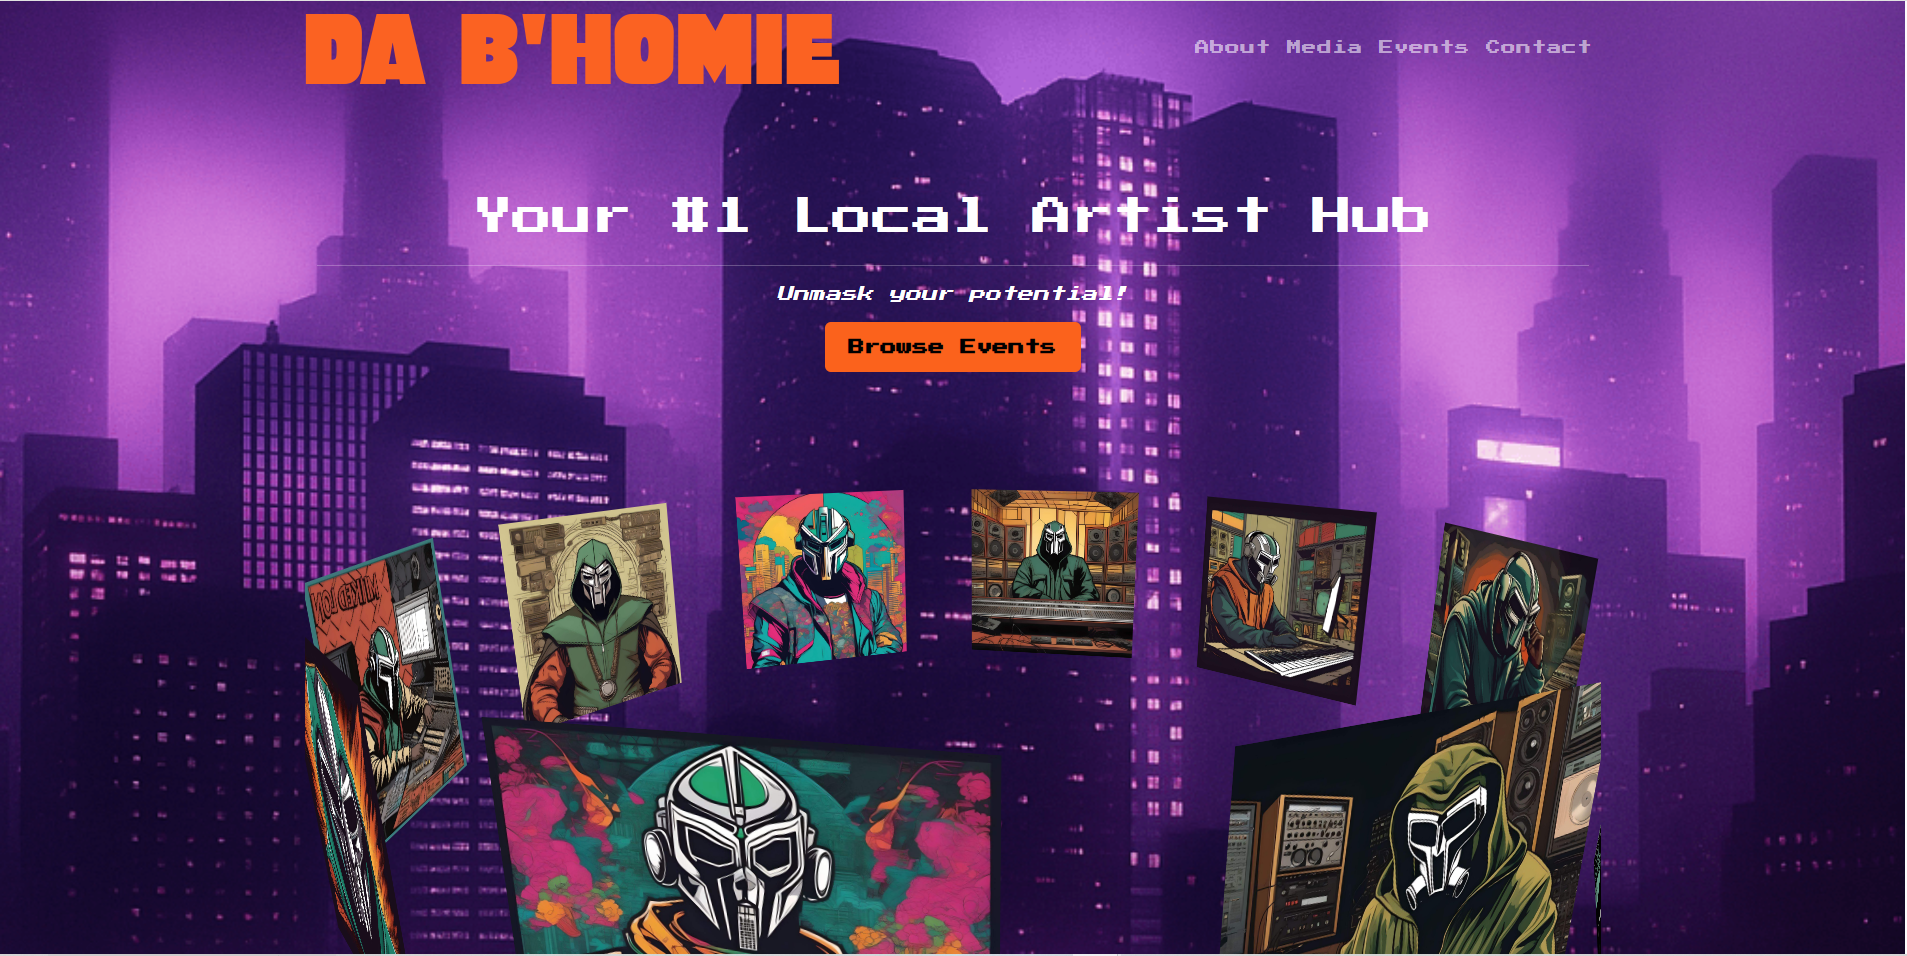 DA B'HOMIE
About Media Events Contact
Your #1 Local Artist Hub
Unmask your potential!
Browse Events